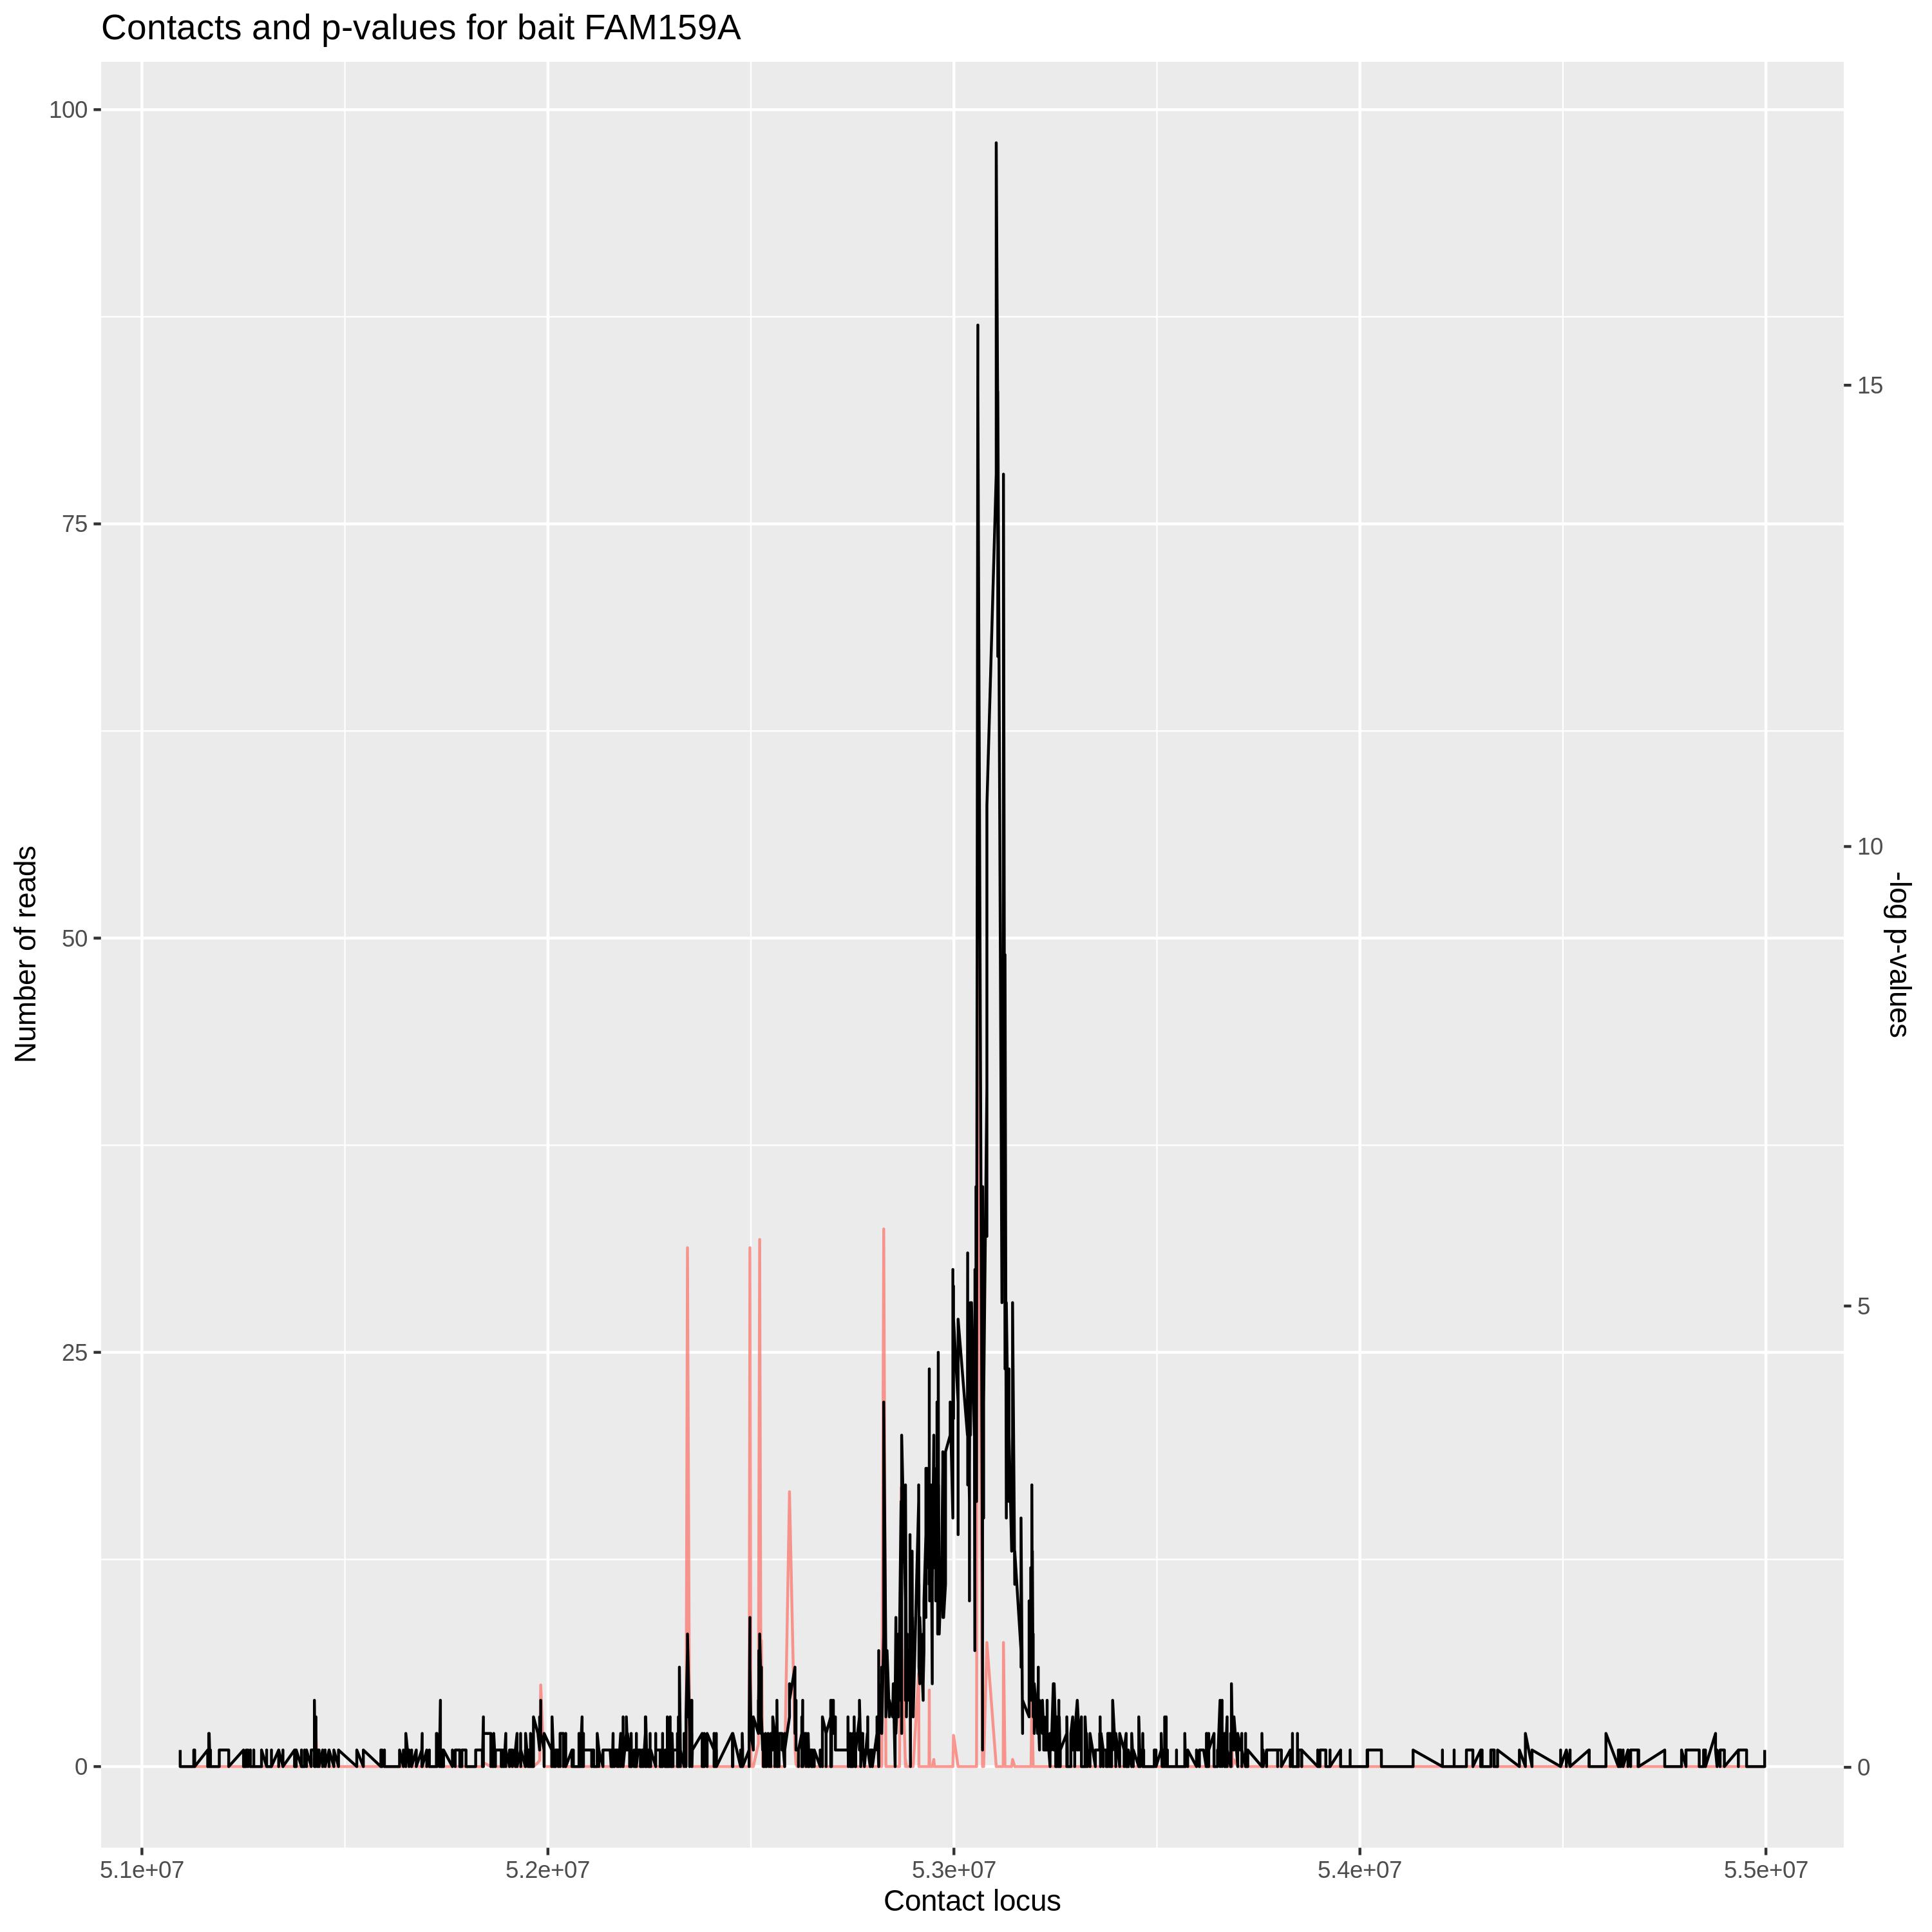 Contacts and p-values for bait FAM159A
100
75
50
25
0
Number of reads
15
10
5
0
-log p-values
5.1e+07
5.2e+07
5.3e+07
5.4e+07
5.5e+07
Contact locus